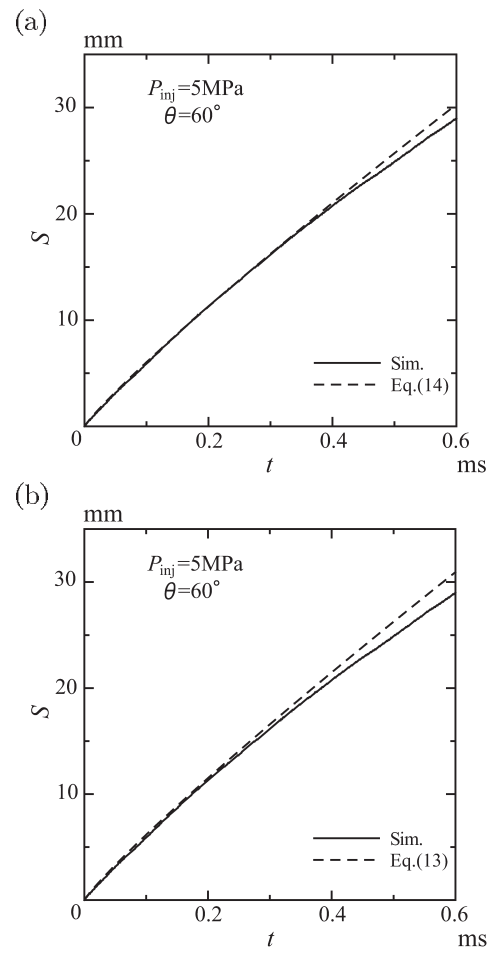 (a)
mm
P_inj=5MPa
θ=60°
30
20
10
0
S
Sim.
Eq.(14)
0.2
0.4
0.6
t
ms
(b)
mm
P_inj=5MPa
θ=60°
30
20
10
0
S
Sim.
Eq.(13)
0.2
0.4
0.6
t
ms